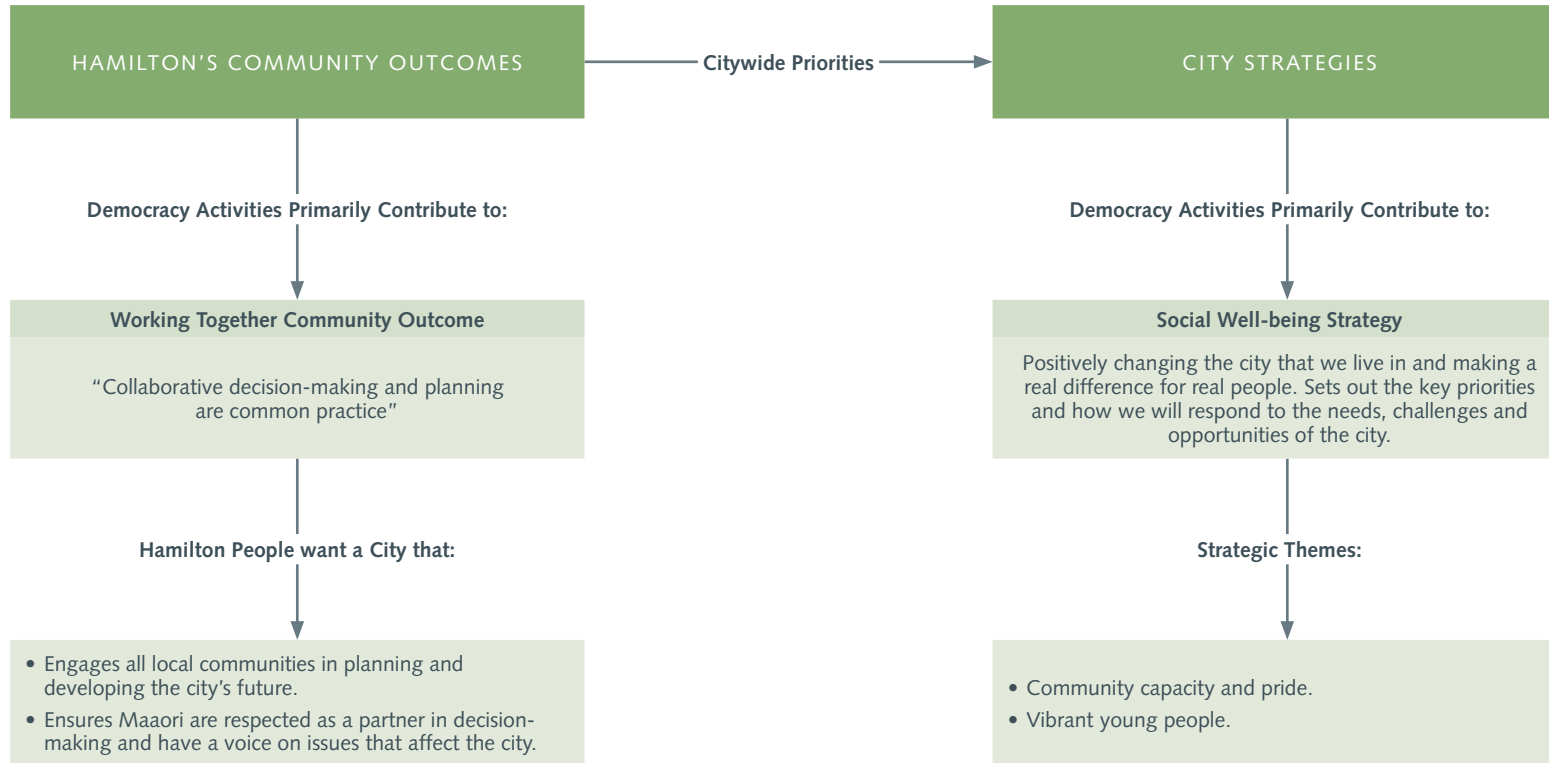 HAMILTON'S COMMUNITY OUTCOMES
Citywide Priorities
CITY STRATEGIES
Democracy Activities Primarily Contribute to:
Democracy Activities Primarily Contribute to:
Working Together Community Outcome
“Collaborative decision-making and planning
are common practice”
Social Well-being Strategy
Positively changing the city that we live in and making a
real difference for real people. Sets out the key priorities
and how we will respond to the needs, challenges and
opportunities of the city.
Hamilton People want a City that:
Strategic Themes:
• Engages all local communities in planning and
developing the city’s future.
• Ensures Maaori are respected as a partner in decision-
making and have a voice on issues that affect the city.
• Community capacity and pride.
• Vibrant young people.